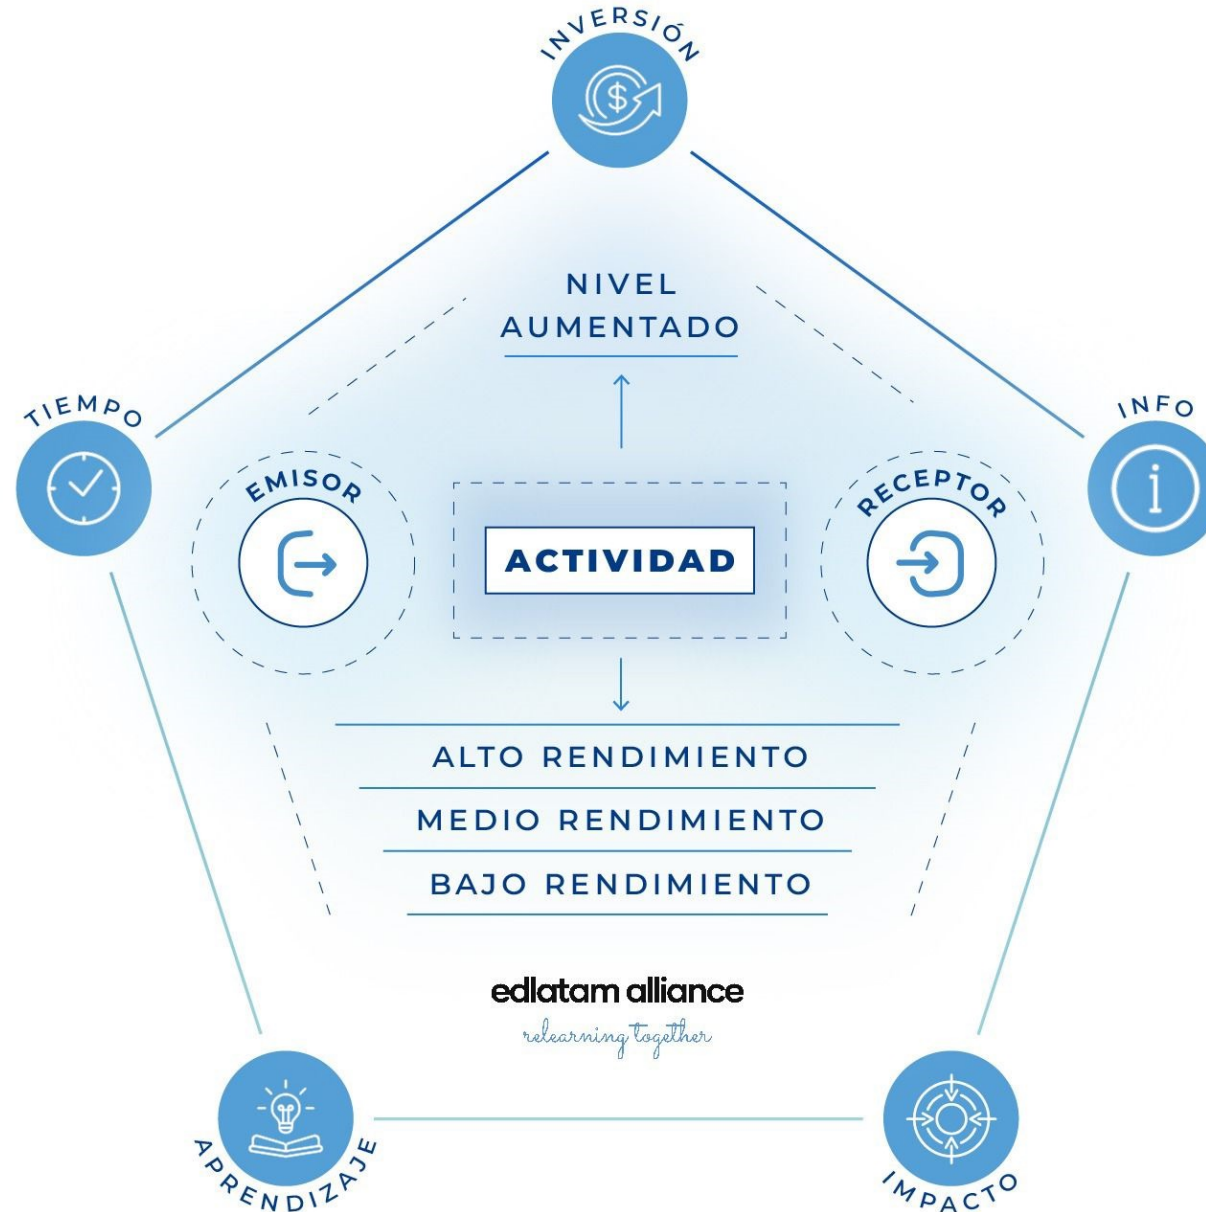 INVERSIÓN
$
NIVEL
AUMENTADO
TIEMPO
INFO
i
EMISOR
RECEPTOR
ACTIVIDAD
ALTO RENDIMIENTO
MEDIO RENDIMIENTO
BAJO RENDIMIENTO
edlatam alliance
relearning together
APRENDIZAJE
IMPACTO